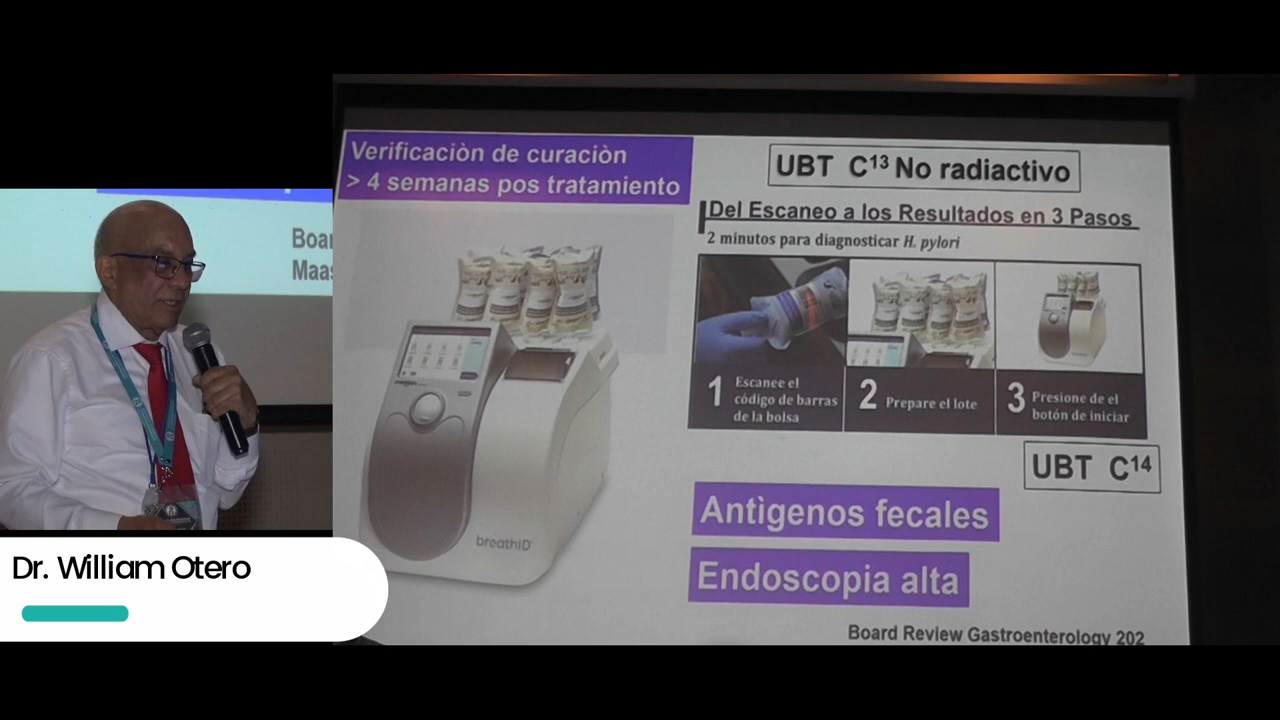 Boar
Maas
Dr. William Otero
Verificaciòn de curaciòn
> 4 semanas pos tratamiento
UBT C13 No radiactivo
Del Escaneo a los Resultados en 3 Pasos
2 minutos para diagnosticar H. pylori
1 Escanee el
código de barras
de la bolsa
2 Prepare el lote
3 Presione de el
botón de iniciar
UBT C14
Antìgenos fecales
Endoscopia alta
breathID
Board Review Gastroenterology 202